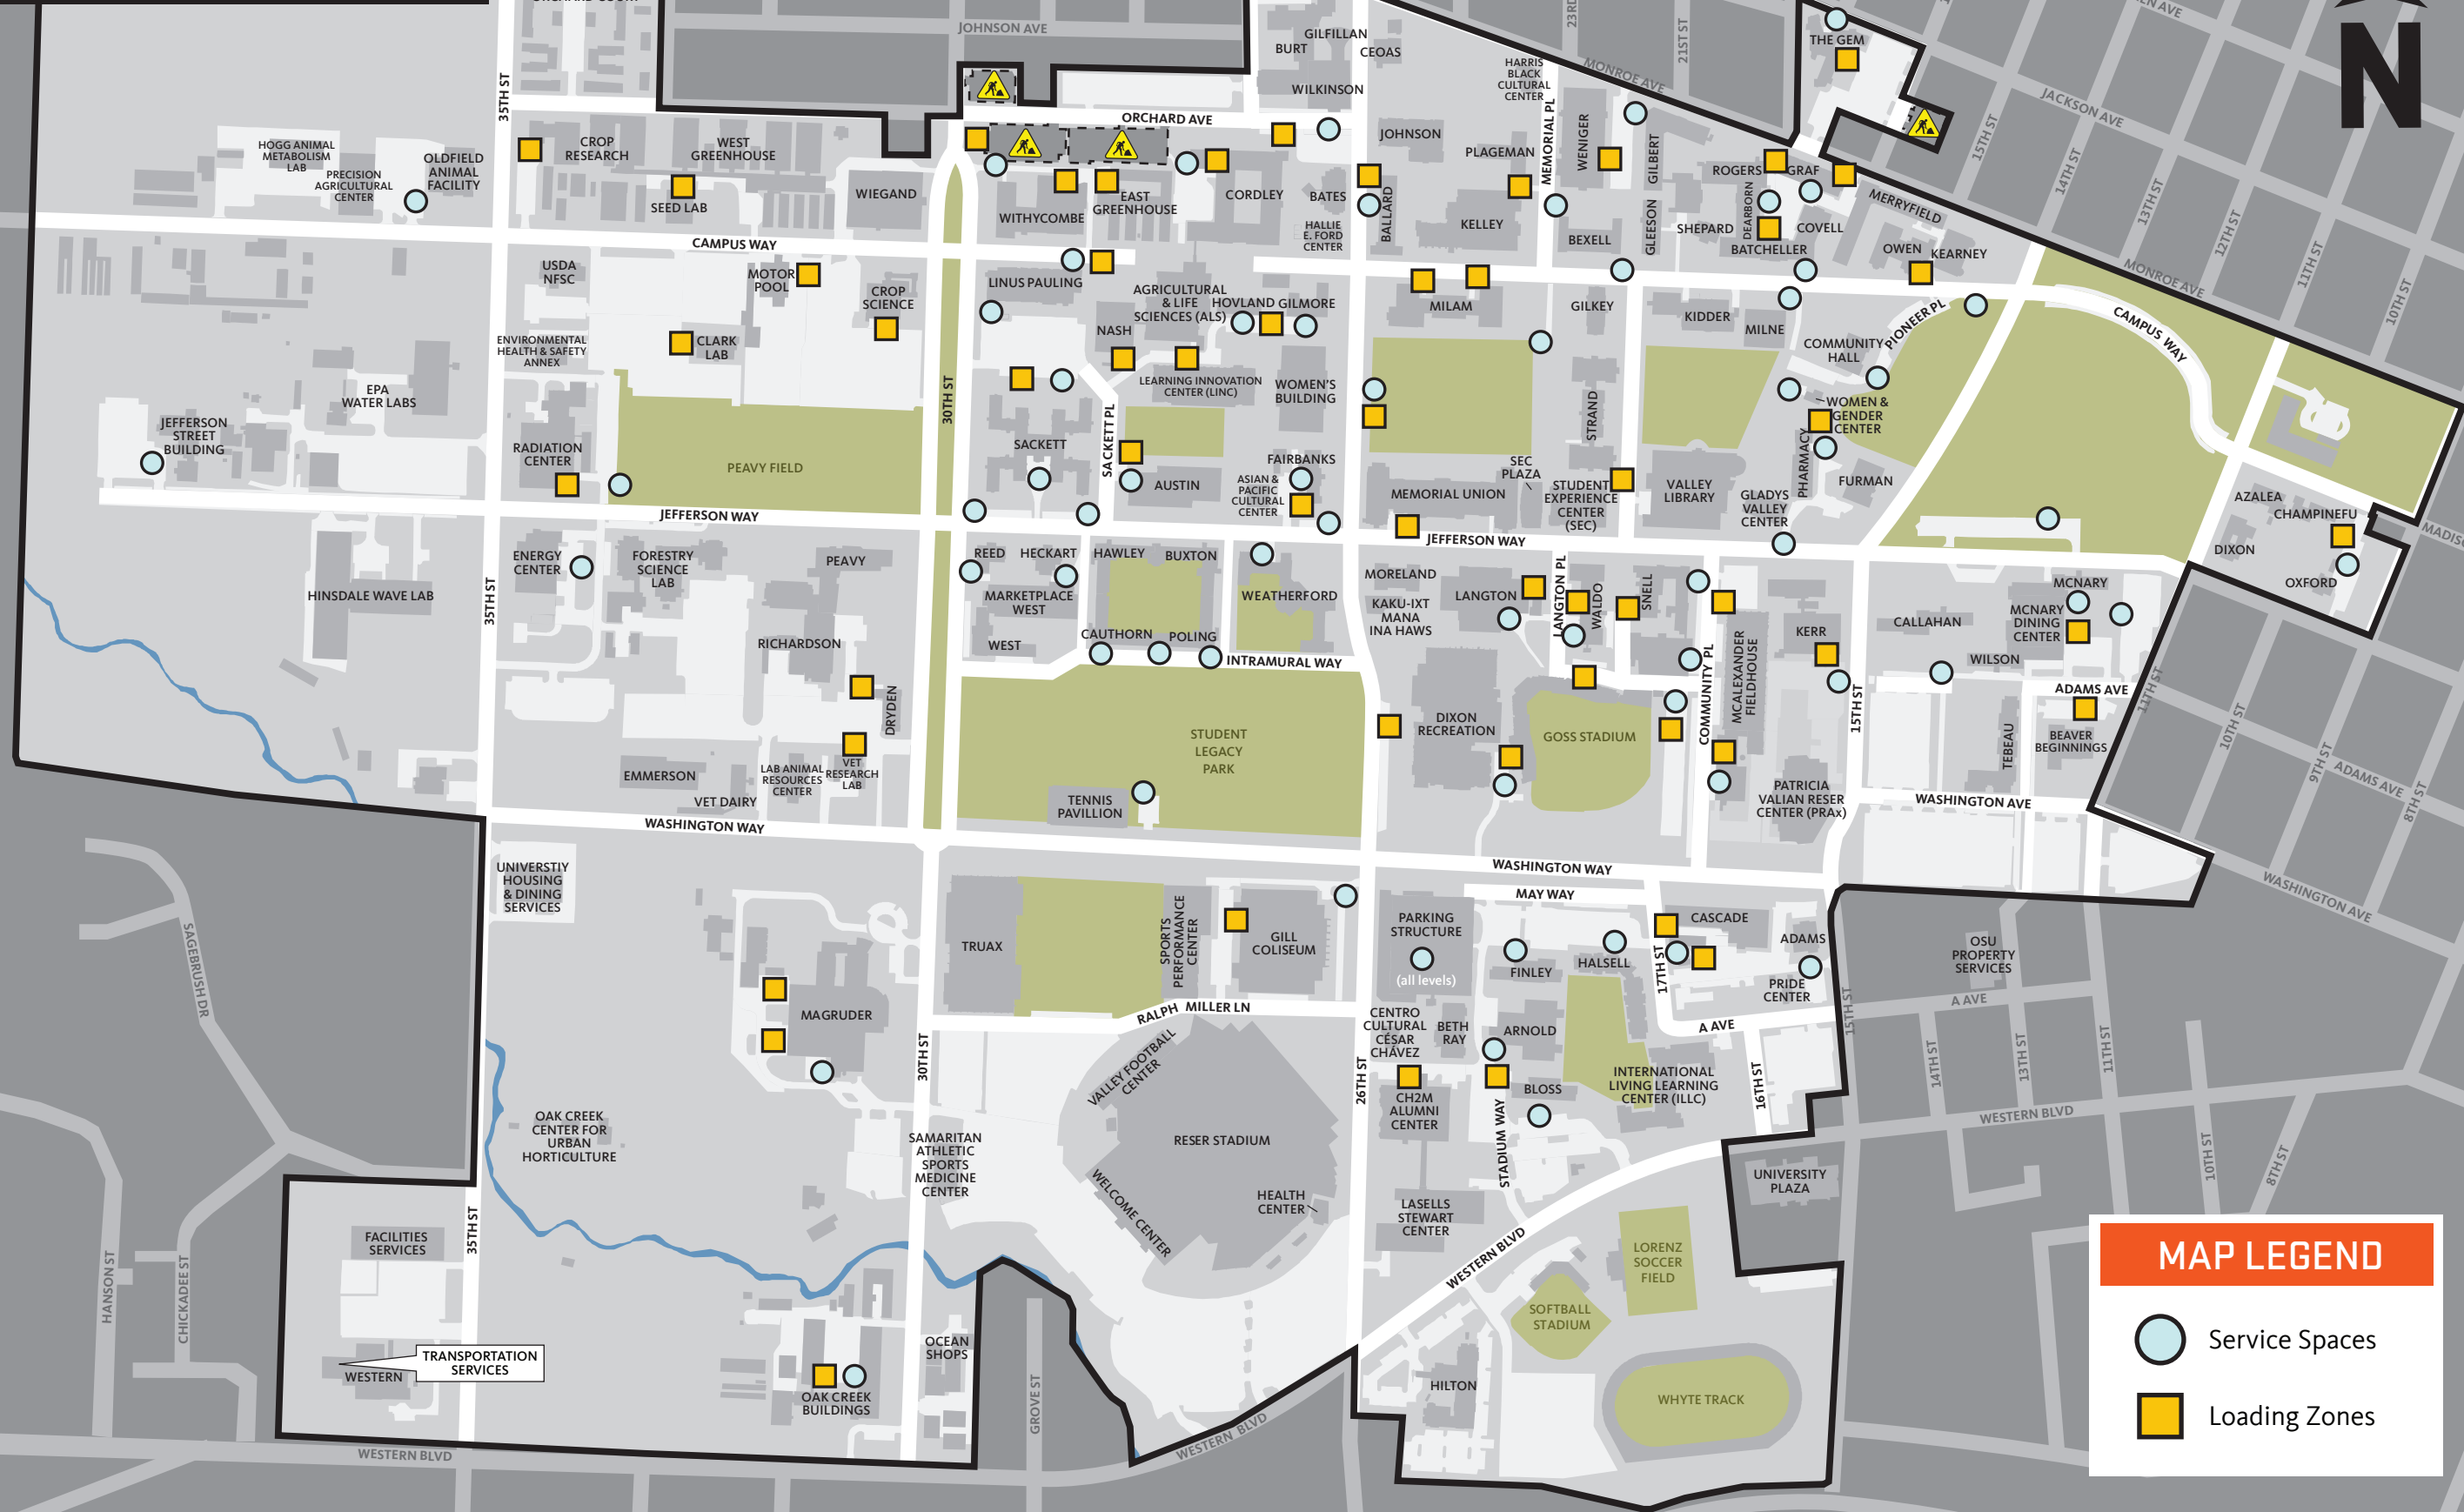 ORCHARD COURT
JOHNSON AVE
35TH ST
GILFILLAN
BURT
CEOAS
WILKINSON
23RD
21ST ST
MONROE AVE
THE GEM
JACKSON AVE
15TH ST
14TH ST
13TH ST
12TH ST
11TH ST
10TH ST
MONROE AVE
N
HARRIS
BLACK
CULTURAL
CENTER
ORCHARD AVE
HOGG ANIMAL
METABOLISM
LAB
PRECISION
AGRICULTURAL
CENTER
OLDFIELD
ANIMAL
FACILITY
CROP
RESEARCH
WEST
GREENHOUSE
SEED LAB
WIEGAND
WITHYCOMBE
EAST
GREENHOUSE
CORDLEY
BATES
HALLIE
E. FORD
CENTER
JOHNSON
BALLARD
PLAGEMAN
KELLEY
MEMORIAL PL
WENIGER
GILBERT
BEXELL
GLEESON
ROGERS
GRAF
DEARBORN
SHEPARD
COVELL
BATCHELLER
MERRYFIELD
OWEN
KEARNEY
CAMPUS WAY
USDA
NFSC
MOTOR
POOL
CROP
SCIENCE
LINUS PAULING
AGRICULTURAL
& LIFE
SCIENCES (ALS)
HOVLAND
GILMORE
NASH
MILAM
GILKEY
KIDDER
MILNE
PIONEER PL
CAMPUS WAY
COMMUNITY
HALL
ENVIRONMENTAL
HEALTH & SAFETY
ANNEX
CLARK
LAB
LEARNING INNOVATION
CENTER (LINC)
WOMEN'S
BUILDING
STRAND
WOMEN &
GENDER
CENTER
EPA
WATER LABS
JEFFERSON
STREET
BUILDING
RADIATION
CENTER
PEAVY FIELD
30TH ST
SACKETT
SACKETT PL
AUSTIN
FAIRBANKS
ASIAN &
PACIFIC
CULTURAL
CENTER
MEMORIAL UNION
SEC
PLAZA
STUDENT
EXPERIENCE
CENTER
(SEC)
VALLEY
LIBRARY
GLADYS
VALLEY
CENTER
PHARMACY
FURMAN
AZALEA
CHAMPINEFU
DIXON
OXFORD
JEFFERSON WAY
JEFFERSON WAY
ENERGY
CENTER
FORESTRY
SCIENCE
LAB
PEAVY
REED
HECKART
HAWLEY
BUXTON
MARKETPLACE
WEST
WEATHERFORD
MORELAND
KAKU-IXT
MANA
INA HAWS
LANGTON
LANGTON PL
WALDO
SNELL
HINSDALE WAVE LAB
35TH ST
RICHARDSON
WEST
CAUTHORN
POLING
INTRAMURAL WAY
COMMUNITY PL
MCALEXANDER
FIELDHOUSE
KERR
CALLAHAN
WILSON
MCNARY
MCNARY
DINING
CENTER
ADAMS AVE
11TH ST
10TH ST
9TH ST
ADAMS AVE
8TH ST
DRYDEN
STUDENT
LEGACY
PARK
DIXON
RECREATION
GOSS STADIUM
15TH ST
TEBEAU
BEAVER
BEGINNINGS
EMMERSON
LAB ANIMAL
RESOURCES
CENTER
VET
RESEARCH
LAB
VET DAIRY
TENNIS
PAVILLION
PATRICIA
VALIAN RESER
CENTER (PRAx)
WASHINGTON AVE
WASHINGTON WAY
WASHINGTON WAY
WASHINGTON AVE
UNIVERSTIY
HOUSING
& DINING
SERVICES
MAY WAY
TRUAX
SPORTS
PERFORMANCE
CENTER
GILL
COLISEUM
PARKING
STRUCTURE
(all levels)
FINLEY
HALSELL
17TH ST
CASCADE
ADAMS
PRIDE
CENTER
OSU
PROPERTY
SERVICES
SAGEBRUSH DR
MAGRUDER
RALPH MILLER LN
CENTRO
CULTURAL
CÉSAR
CHÁVEZ
BETH
RAY
ARNOLD
A AVE
A AVE
15TH ST
14TH ST
13TH ST
11TH ST
VALLEY FOOTBALL
CENTER
30TH ST
26TH ST
CH2M
ALUMNI
CENTER
BLOSS
INTERNATIONAL
LIVING LEARNING
CENTER (ILLC)
16TH ST
WESTERN BLVD
OAK CREEK
CENTER FOR
URBAN
HORTICULTURE
SAMARITAN
ATHLETIC
SPORTS
MEDICINE
CENTER
RESER STADIUM
WELCOME CENTER
HEALTH
CENTER
STADIUM WAY
LASELLS
STEWART
CENTER
UNIVERSITY
PLAZA
10TH ST
8TH ST
WESTERN BLVD
FACILITIES
SERVICES
35TH ST
HANSON ST
CHICKADEE ST
LORENZ
SOCCER
FIELD
SOFTBALL
STADIUM
TRANSPORTATION
SERVICES
WESTERN
OCEAN
SHOPS
OAK CREEK
BUILDINGS
GROVE ST
HILTON
WHYTE TRACK
WESTERN BLVD
WESTERN BLVD
MAP LEGEND
Service Spaces
Loading Zones